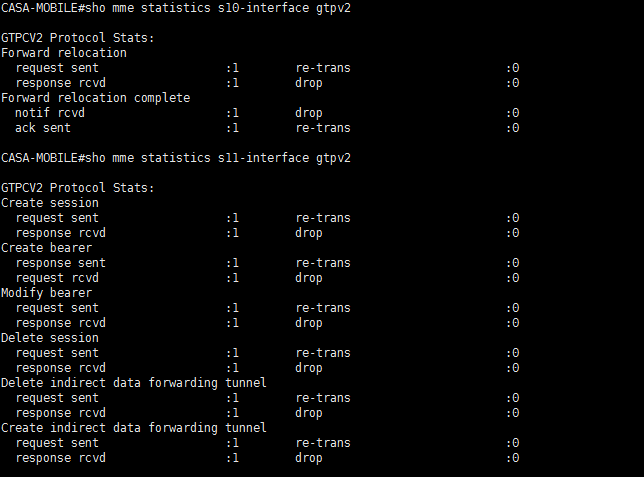 CASA-MOBILE#sho mme statistics s10-interface gtpv2
GTPCV2 Protocol Stats:
Forward relocation
request sent :1 re-trans :0
response rcvd :1 drop :0
Forward relocation complete
notif rcvd :1 drop :0
ack sent :1 re-trans :0
CASA-MOBILE#sho mme statistics s11-interface gtpv2
GTPCV2 Protocol Stats:
Create session
request sent :1 re-trans :0
response rcvd :1 drop :0
Create bearer
response sent :1 re-trans :0
request rcvd :1 drop :0
Modify bearer
request sent :1 re-trans :0
response rcvd :1 drop :0
Delete session
request sent :1 re-trans :0
response rcvd :1 drop :0
Delete indirect data forwarding tunnel
request sent :1 re-trans :0
response rcvd :1 drop :0
Create indirect data forwarding tunnel
request sent :1 re-trans :0
response rcvd :1 drop :0